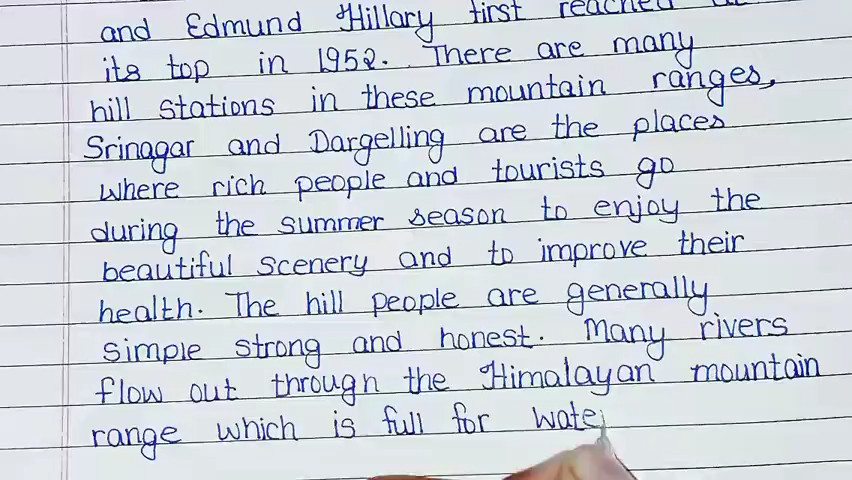 and Edmund Hillary first reached
its top in 1952. There are many
hill stations in these mountain ranges,
Srinagar and Dargelling are the places
where rich people and tourists go
during the summer season to enjoy the
beautiful scenery and to improve their
health. The hill people are generally
simple strong and honest. Many rivers
flow out through the Himalayan mountain
range which is full for wate